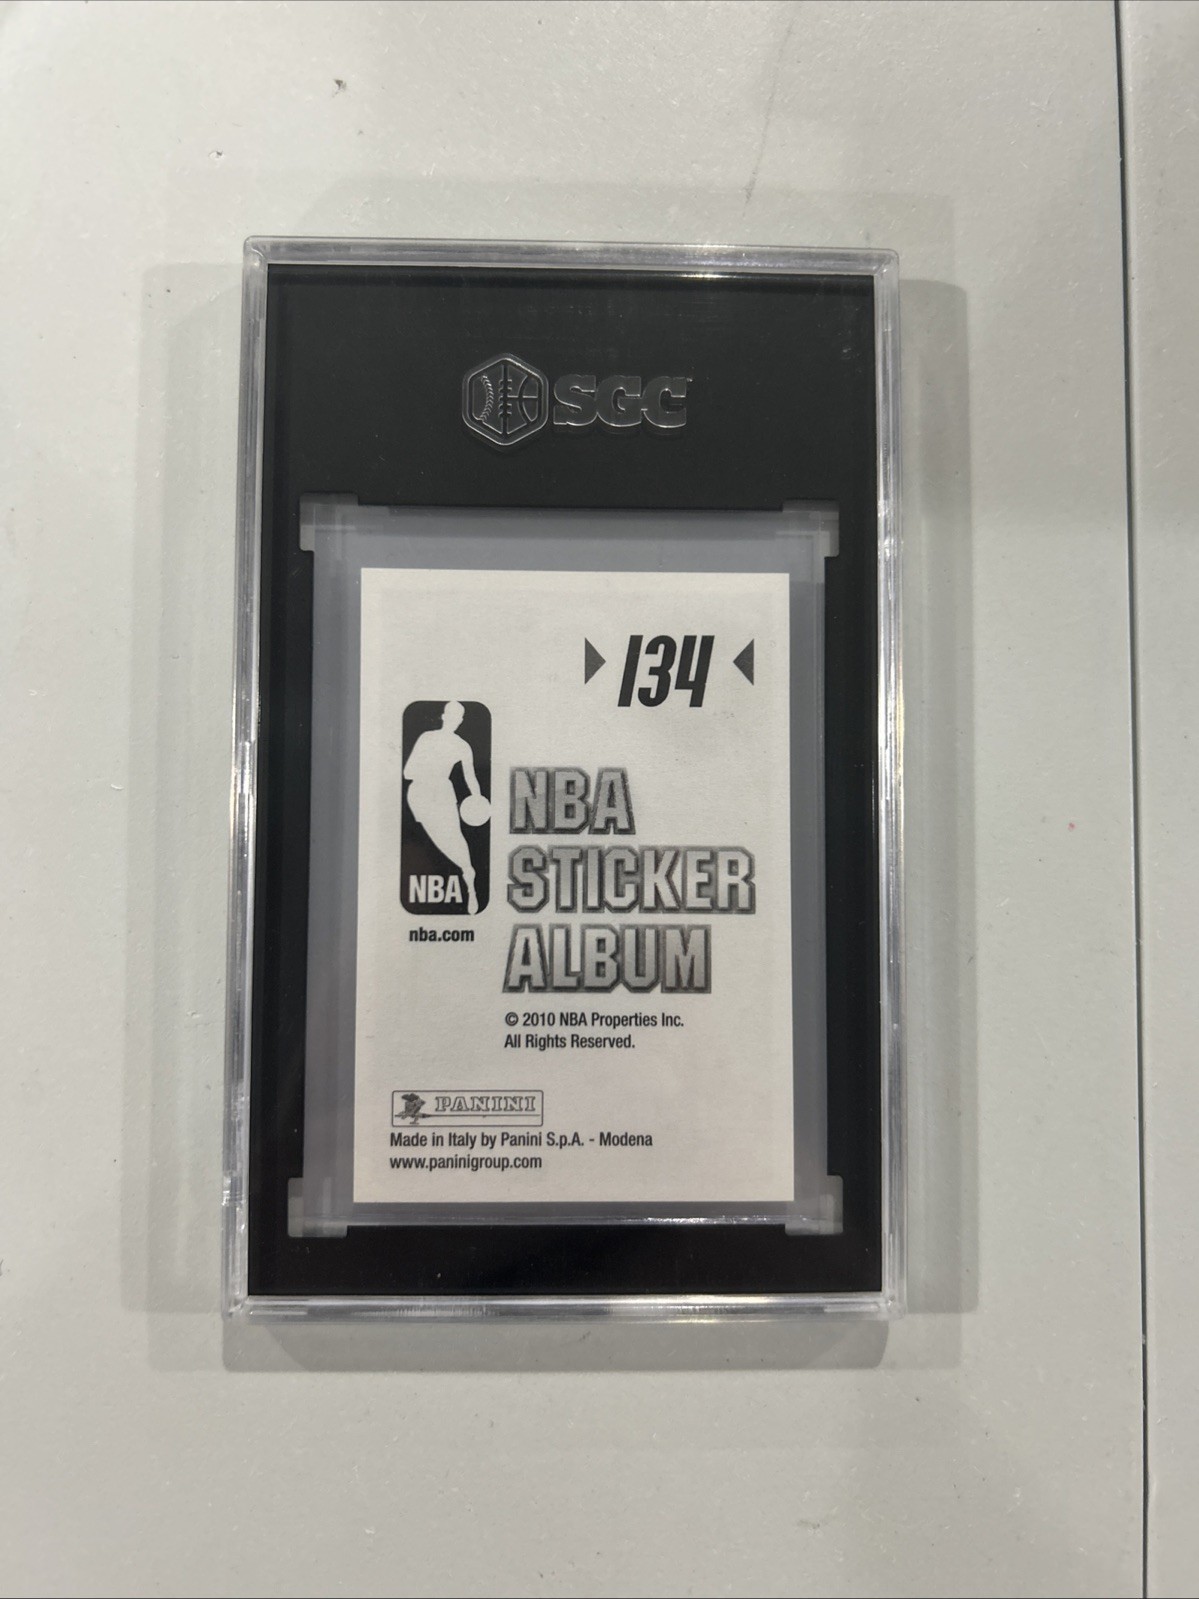 SGC
134
NBA
nba.com
NBA
STICKER
ALBUM
© 2010 NBA Properties Inc.
All Rights Reserved.
PANINI
Made in Italy by Panini S.p.A. - Modena
www.paninigroup.com